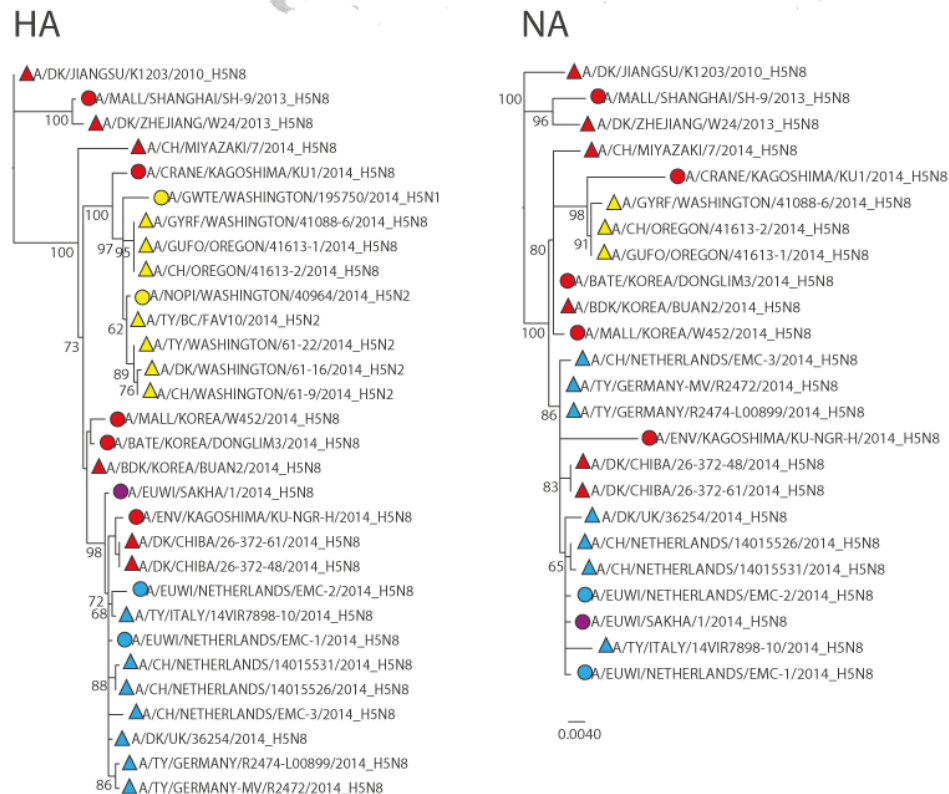 HA
A/DK/JIANGSU/K1203/2010_H5N8
A/MALL/SHANGHAI/SH-9/2013_H5N8
100
A/DK/ZHEJIANG/W24/2013_H5N8
A/CH/MIYAZAKI/7/2014_H5N8
A/CRANE/KAGOSHIMA/KU1/2014_H5N8
A/GWTE/WASHINGTON/195750/2014_H5N1
100
A/GYRF/WASHINGTON/41088-6/2014_H5N8
100
97
95
A/GUFO/OREGON/41613-1/2014_H5N8
A/CH/OREGON/41613-2/2014_H5N8
A/NOPI/WASHINGTON/40964/2014_H5N2
A/TY/BC/FAV10/2014_H5N2
62
73
A/TY/WASHINGTON/61-22/2014_H5N2
89
A/DK/WASHINGTON/61-16/2014_H5N2
76
A/CH/WASHINGTON/61-9/2014_H5N2
A/MALL/KOREA/W452/2014_H5N8
A/BATE/KOREA/DONGLIM3/2014_H5N8
A/BDK/KOREA/BUAN2/2014_H5N8
A/EUWI/SAKHA/1/2014_H5N8
A/ENV/KAGOSHIMA/KU-NGR-H/2014_H5N8
A/DK/CHIBA/26-372-61/2014_H5N8
98
A/DK/CHIBA/26-372-48/2014_H5N8
A/EUWI/NETHERLANDS/EMC-2/2014_H5N8
72
68
A/TY/ITALY/14VIR7898-10/2014_H5N8
A/EUWI/NETHERLANDS/EMC-1/2014_H5N8
A/CH/NETHERLANDS/14015531/2014_H5N8
88
A/CH/NETHERLANDS/14015526/2014_H5N8
A/CH/NETHERLANDS/EMC-3/2014_H5N8
A/DK/UK/36254/2014_H5N8
A/TY/GERMANY/R2474-L00899/2014_H5N8
86
A/TY/GERMANY-MV/R2472/2014_H5N8
NA
A/DK/JIANGSU/K1203/2010_H5N8
100
A/MALL/SHANGHAI/SH-9/2013_H5N8
96
A/DK/ZHEJIANG/W24/2013_H5N8
A/CH/MIYAZAKI/7/2014_H5N8
A/CRANE/KAGOSHIMA/KU1/2014_H5N8
A/GYRF/WASHINGTON/41088-6/2014_H5N8
98
A/CH/OREGON/41613-2/2014_H5N8
91
80
A/GUFO/OREGON/41613-1/2014_H5N8
A/BATE/KOREA/DONGLIM3/2014_H5N8
A/BDK/KOREA/BUAN2/2014_H5N8
100
A/MALL/KOREA/W452/2014_H5N8
A/CH/NETHERLANDS/EMC-3/2014_H5N8
A/TY/GERMANY-MV/R2472/2014_H5N8
86
A/TY/GERMANY/R2474-L00899/2014_H5N8
A/ENV/KAGOSHIMA/KU-NGR-H/2014_H5N8
A/DK/CHIBA/26-372-48/2014_H5N8
83
A/DK/CHIBA/26-372-61/2014_H5N8
A/DK/UK/36254/2014_H5N8
A/CH/NETHERLANDS/14015526/2014_H5N8
65
A/CH/NETHERLANDS/14015531/2014_H5N8
A/EUWI/NETHERLANDS/EMC-2/2014_H5N8
A/EUWI/SAKHA/1/2014_H5N8
A/TY/ITALY/14VIR7898-10/2014_H5N8
A/EUWI/NETHERLANDS/EMC-1/2014_H5N8
0.0040